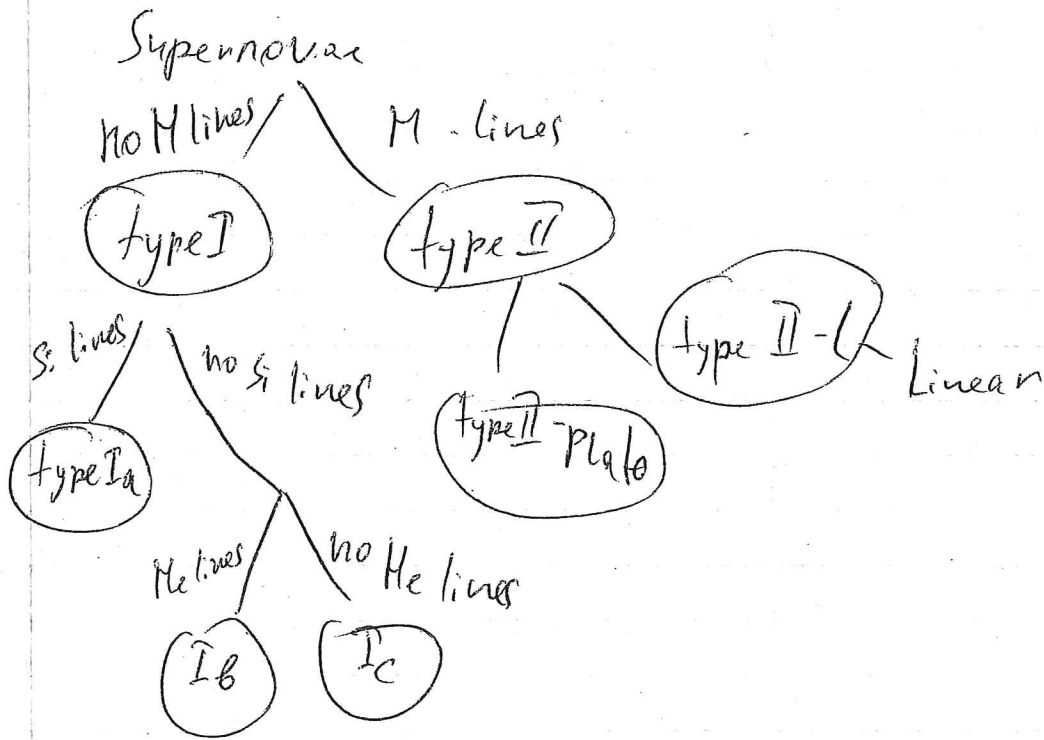 Supernovae
no H lines
H - lines
type I
type II
type II-L
Linear
Si lines
no Si lines
type Ia
type II-Plato
He lines
no He lines
Ib
Ic